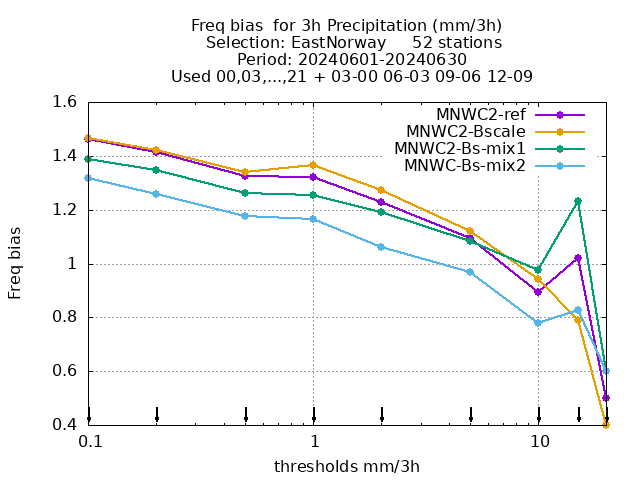 Freq bias  for 3h Precipitation (mm/3h)
Selection: EastNorway     52 stations
Period: 20240601-20240630
Used 00,03,...,21 + 03-00 06-03 09-06 12-09
MNWC2-ref
MNWC2-Bscale
MNWC2-Bs-mix1
MNWC-Bs-mix2
1.6
1.4
1.2
1
0.8
0.6
0.4
Freq bias
0.1 1 10
thresholds mm/3h